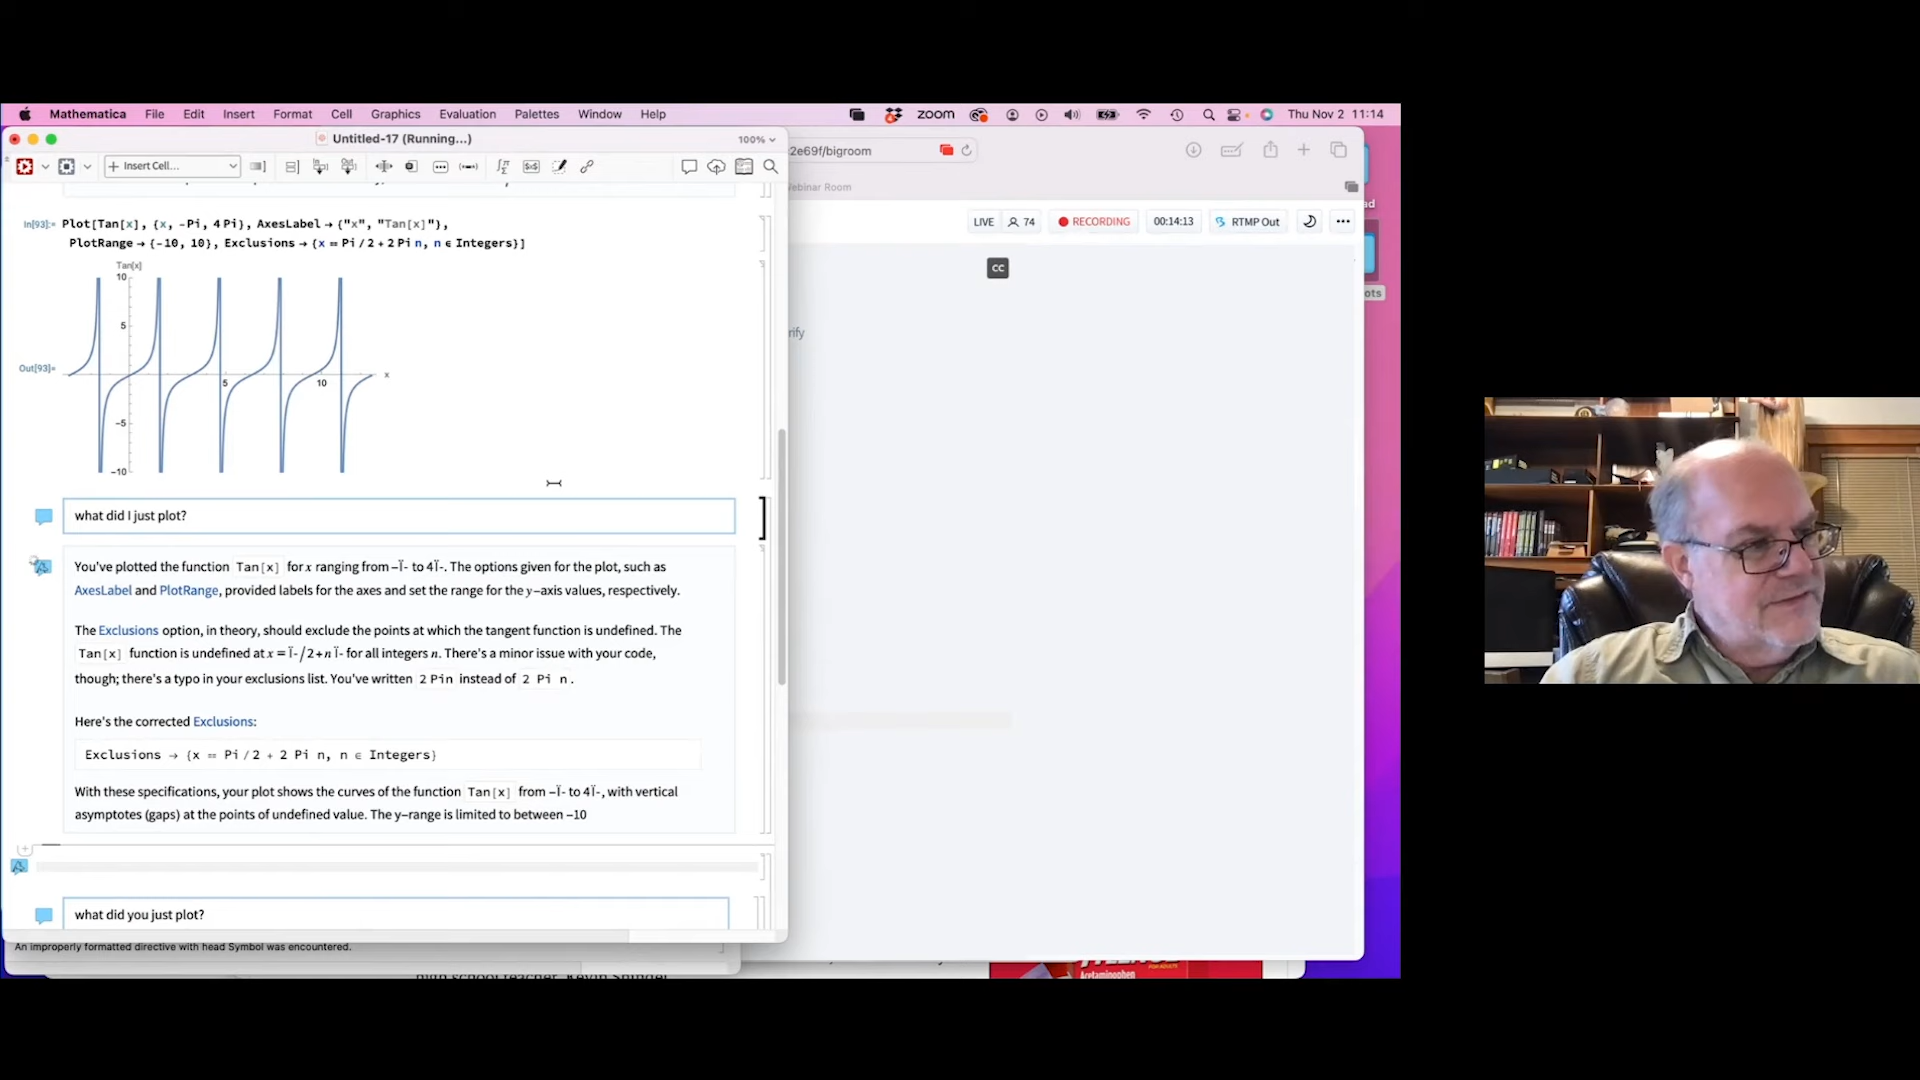 Mathematica File Edit Insert Format Cell Graphics Evaluation Palettes Window Help zoom Thu Nov 2 11:14
Untitled-17 (Running...) 100%
Insert Cell...
2e69f/bigroom
ebinar Room
LIVE 74 RECORDING 00:14:13 RTMP Out
CC
ots
rify
In[93]:= Plot[Tan[x], {x, -Pi, 4 Pi}, AxesLabel → {"x", "Tan[x]"},
PlotRange → {-10, 10}, Exclusions → {x == Pi / 2 + 2 Pi n, n ∈ Integers}]
Tan[x]
10
5
Out[93]=
5 10 x
-5
-10
what did I just plot?
You've plotted the function Tan[x] for x ranging from −Ï- to 4Ï-. The options given for the plot, such as
AxesLabel and PlotRange, provided labels for the axes and set the range for the y−axis values, respectively.
The Exclusions option, in theory, should exclude the points at which the tangent function is undefined. The
Tan[x] function is undefined at x = Ï-/2+n Ï- for all integers n. There's a minor issue with your code,
though; there's a typo in your exclusions list. You've written 2 Pin instead of 2 Pi n.
Here's the corrected Exclusions:
Exclusions → {x == Pi / 2 + 2 Pi n, n ∈ Integers}
With these specifications, your plot shows the curves of the function Tan[x] from −Ï- to 4Ï-, with vertical
asymptotes (gaps) at the points of undefined value. The y−range is limited to between −10
what did you just plot?
An improperly formatted directive with head Symbol was encountered.
Acetaminophen